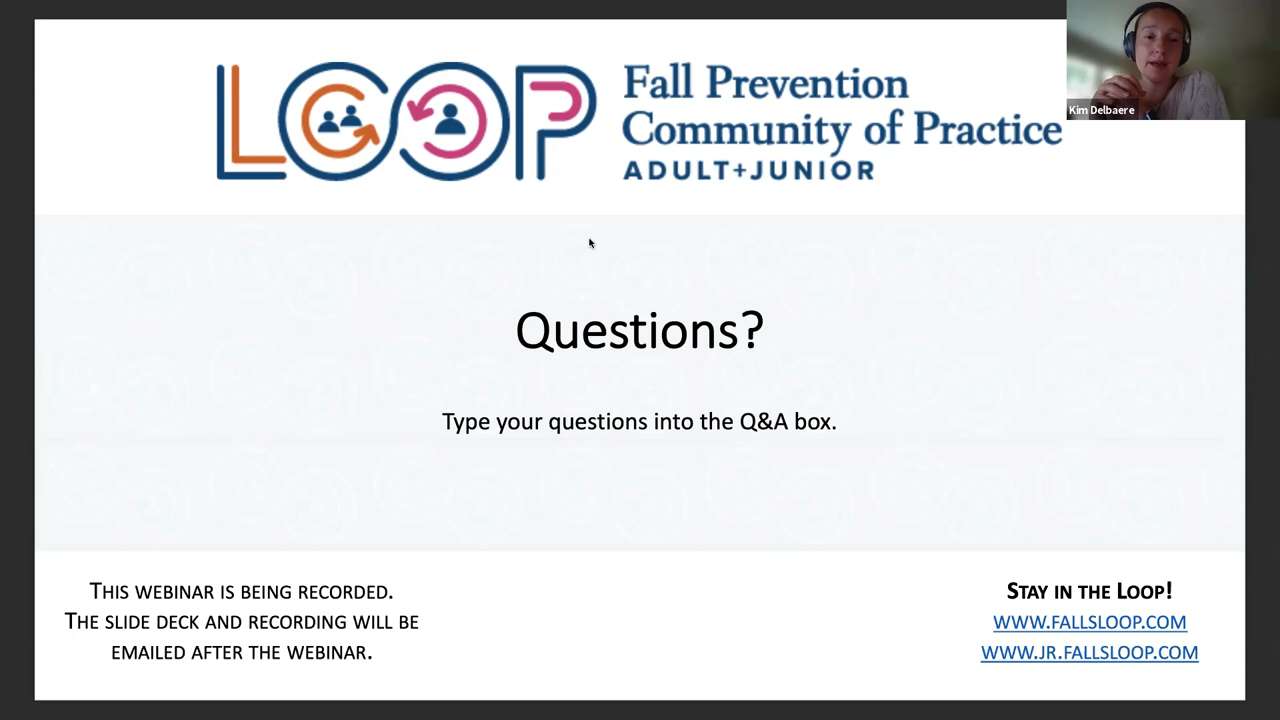 LOOP
Fall Prevention
Community of Practice
ADULT+JUNIOR
Kim Delbaere
Questions?
Type your questions into the Q&A box.
THIS WEBINAR IS BEING RECORDED.
THE SLIDE DECK AND RECORDING WILL BE
EMAILED AFTER THE WEBINAR.
STAY IN THE LOOP!
WWW.FALLSLOOP.COM
WWW.JR.FALLSLOOP.COM